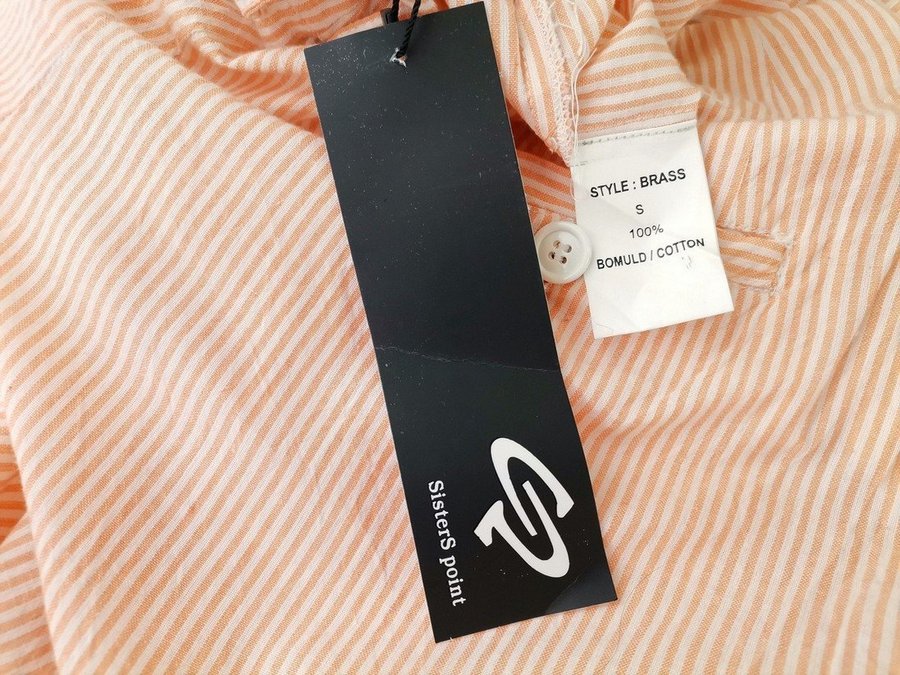 STYLE : BRASS
S
100%
BOMULD / COTTON
SisterS point